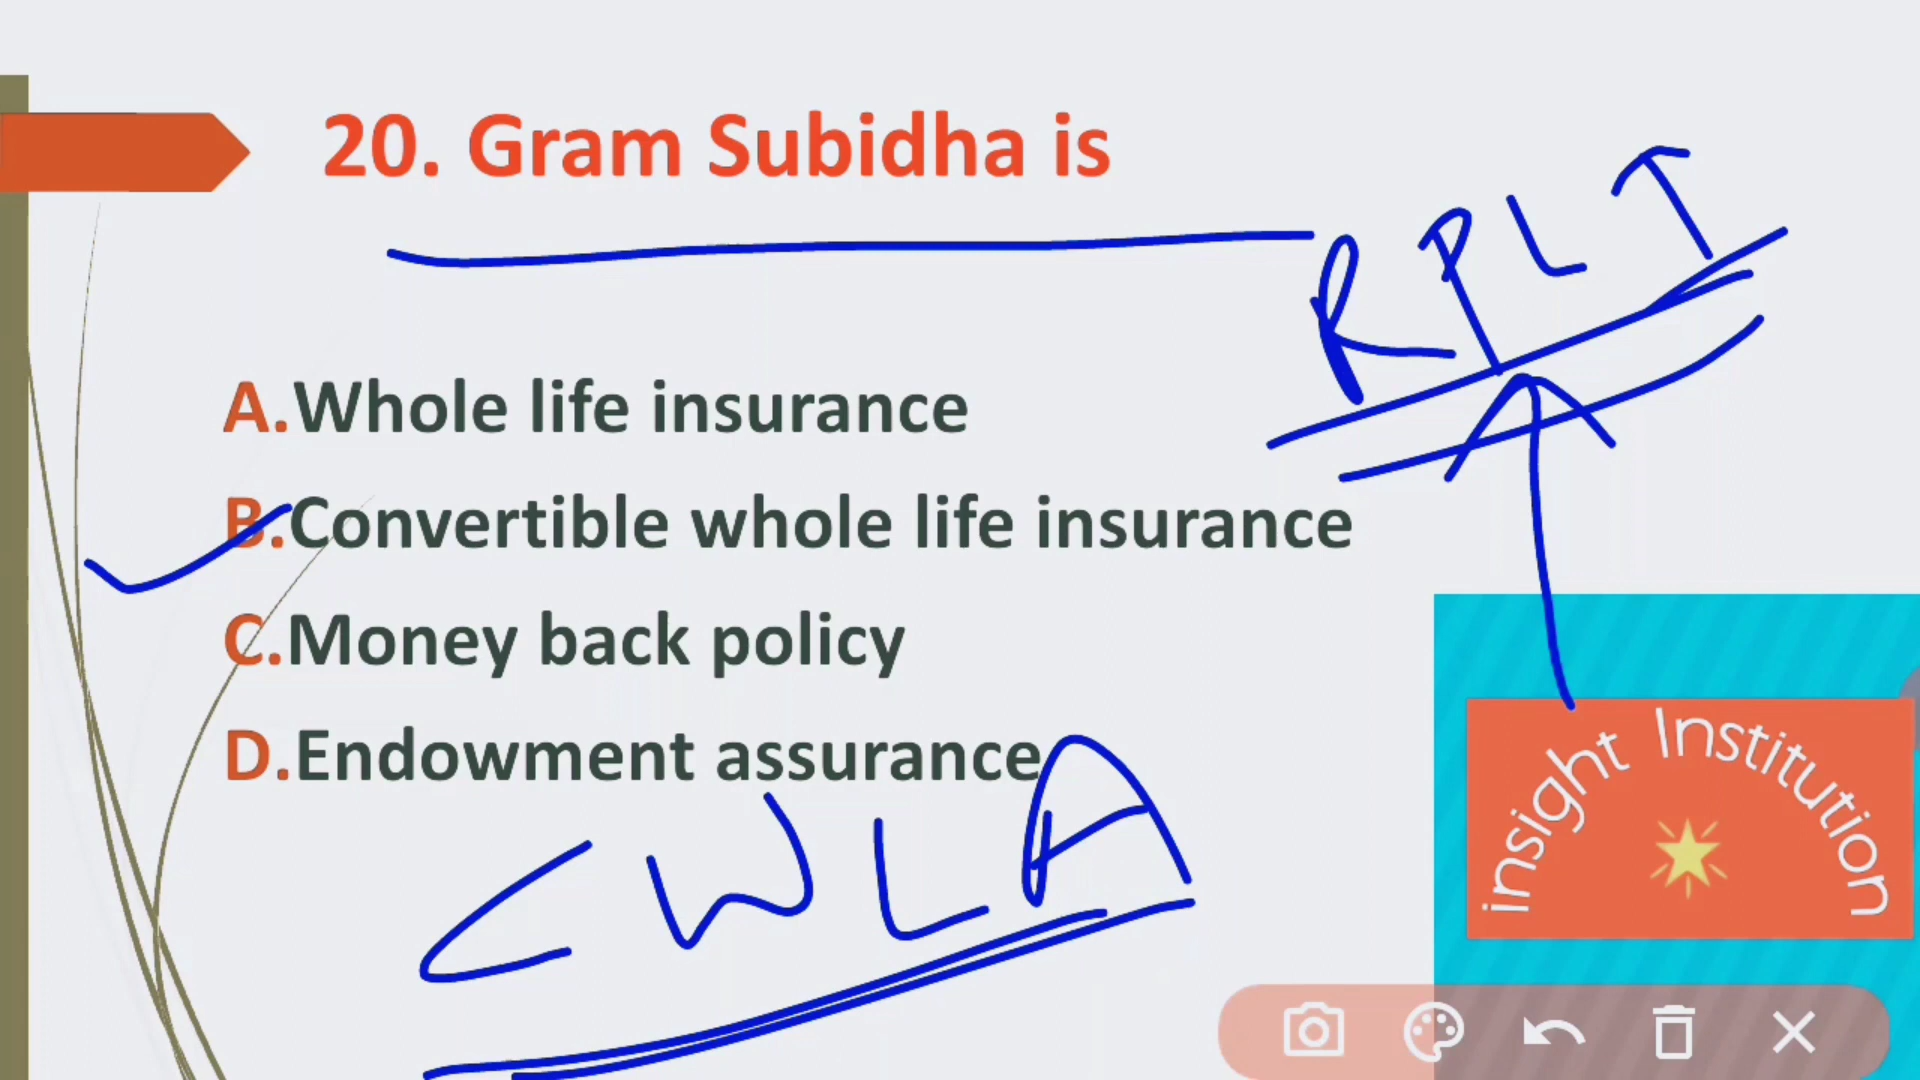 20. Gram Subidha is
RPLI
A.Whole life insurance
B.Convertible whole life insurance
C.Money back policy
D.Endowment assurance
CWLA
insight Institution